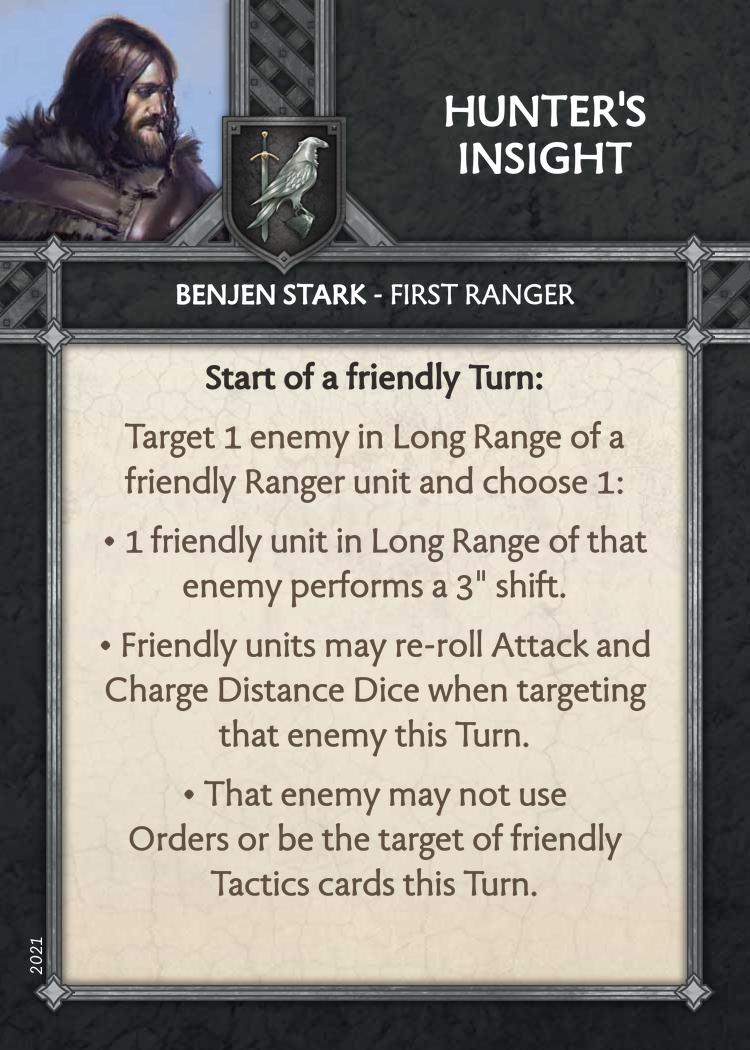 HUNTER'S
INSIGHT
BENJEN STARK - FIRST RANGER
Start of a friendly Turn:
Target 1 enemy in Long Range of a
friendly Ranger unit and choose 1:
• 1 friendly unit in Long Range of that
enemy performs a 3" shift.
• Friendly units may re-roll Attack and
Charge Distance Dice when targeting
that enemy this Turn.
• That enemy may not use
Orders or be the target of friendly
Tactics cards this Turn.
2021